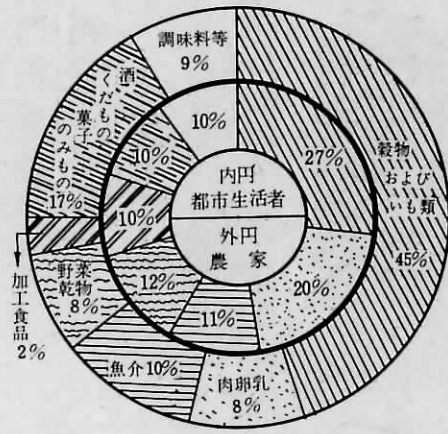 調味料等
9%
10%
酒
くだもの
菓子
のみもの
17%
10%
27%
穀物
および
いも類
45%
内円
都市生活者
外円
農家
10%
加工食品
2%
野菜
乾物
8%
12%
11%
20%
魚介10%
肉卵乳
8%